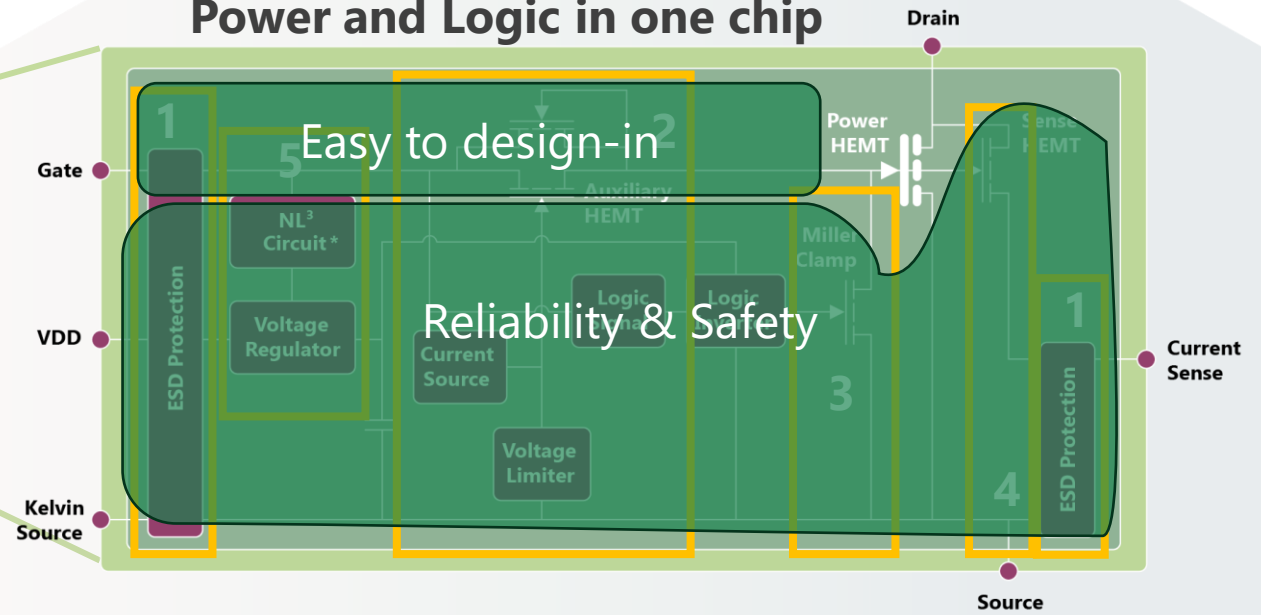 Power and Logic in one chip
Drain
1
2
Easy to design-in
5
Power
HEMT
Sense
HEMT
Gate
Auxiliary
HEMT
NL³
Circuit*
Miller
Clamp
ESD Protection
Logic
Signal
Logic
Inverter
Reliability & Safety
1
VDD
Voltage
Regulator
Current
Source
Current
Sense
3
ESD Protection
Voltage
Limiter
4
Kelvin
Source
Source